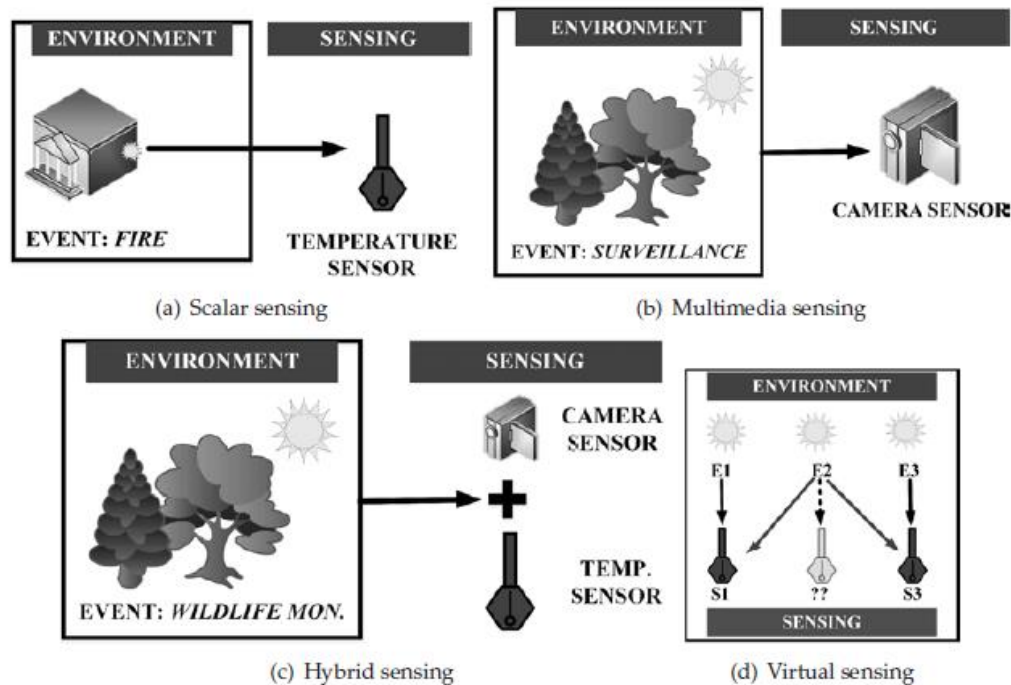 ENVIRONMENT
SENSING
EVENT: FIRE
TEMPERATURE
SENSOR
(a) Scalar sensing
ENVIRONMENT
SENSING
EVENT: SURVEILLANCE
CAMERA SENSOR
(b) Multimedia sensing
ENVIRONMENT
SENSING
CAMERA
SENSOR
TEMP.
SENSOR
EVENT: WILDLIFE MON.
(c) Hybrid sensing
ENVIRONMENT
E1 E2 E3
S1 ?? S3
SENSING
(d) Virtual sensing